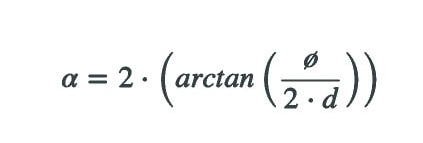 α = 2 · (arctan (ø / (2 · d)))